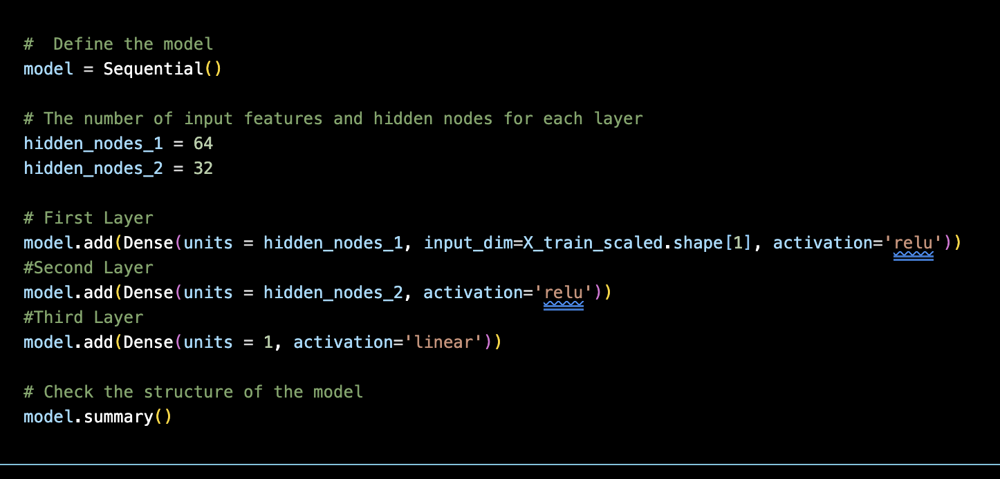 #  Define the model
model = Sequential()
# The number of input features and hidden nodes for each layer
hidden_nodes_1 = 64
hidden_nodes_2 = 32
# First Layer
model.add(Dense(units = hidden_nodes_1, input_dim=X_train_scaled.shape[1], activation='relu'))
#Second Layer
model.add(Dense(units = hidden_nodes_2, activation='relu'))
#Third Layer
model.add(Dense(units = 1, activation='linear'))
# Check the structure of the model
model.summary()